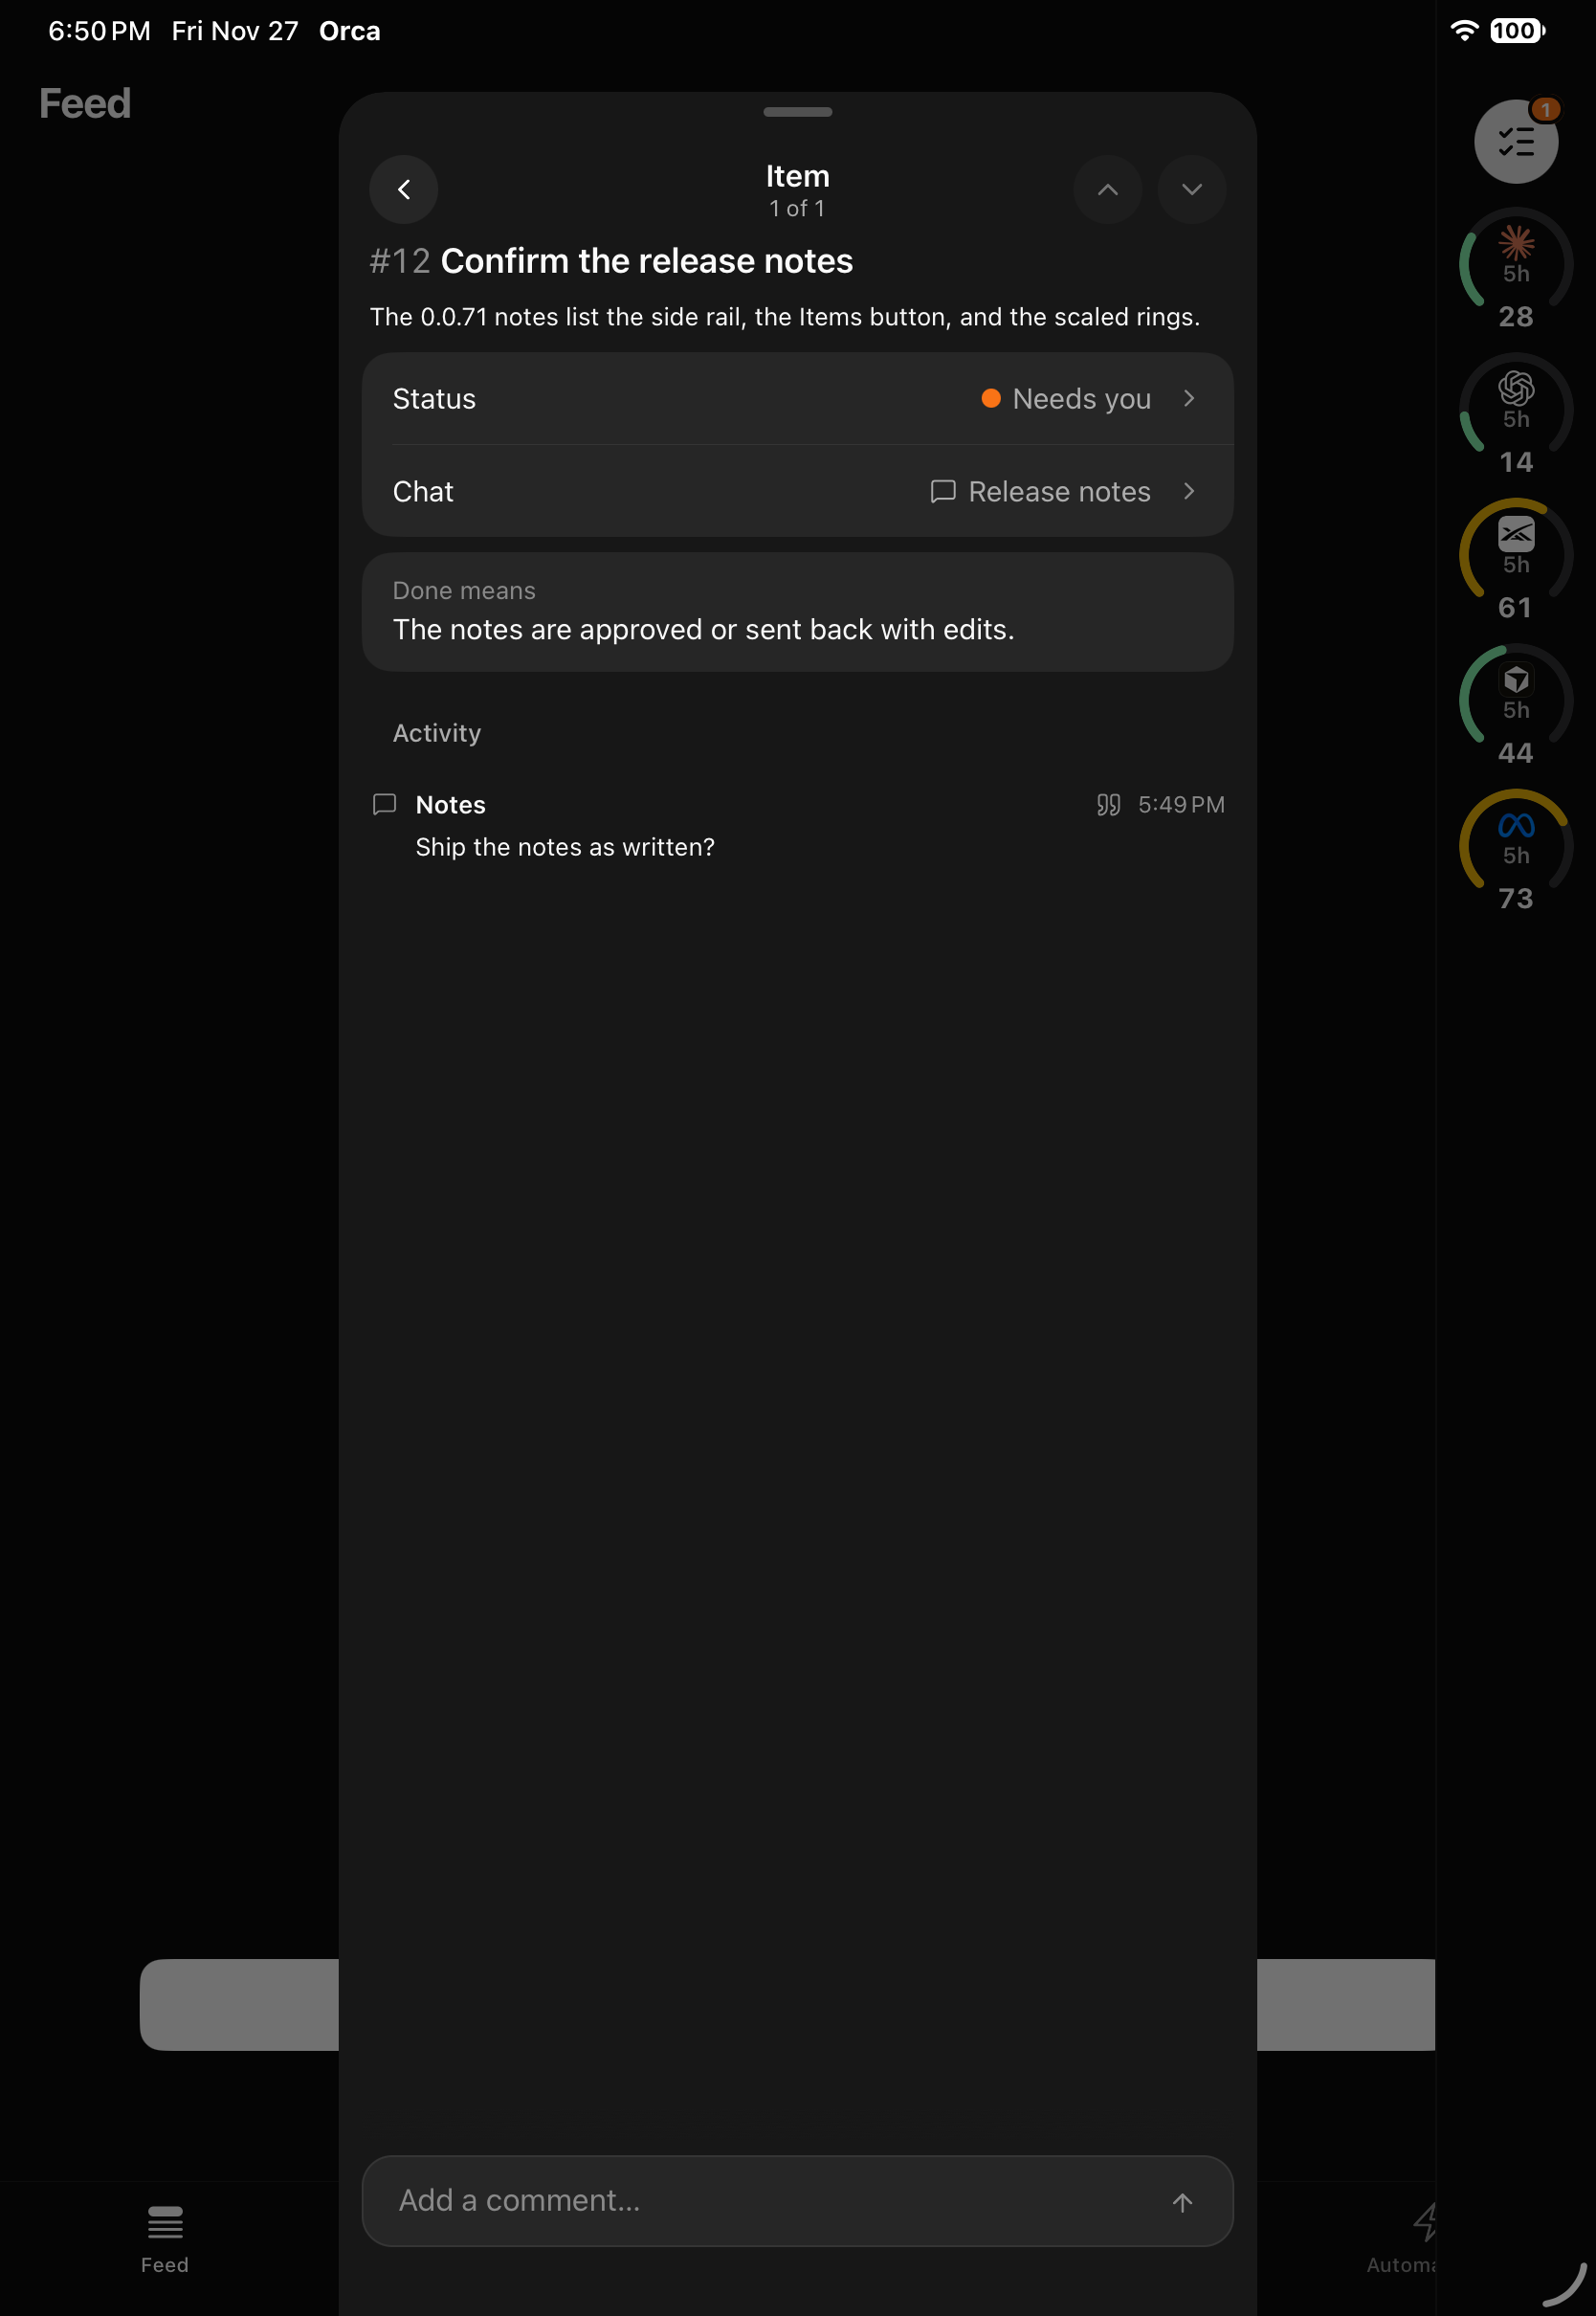 6:50 PM Fri Nov 27 Orca
100
Feed
Item
1 of 1
#12 Confirm the release notes
The 0.0.71 notes list the side rail, the Items button, and the scaled rings.
Status
Needs you
Chat
Release notes
Done means
The notes are approved or sent back with edits.
Activity
Notes
5:49 PM
Ship the notes as written?
Add a comment...
1
5h
28
5h
14
5h
61
5h
44
5h
73
Feed
Automa